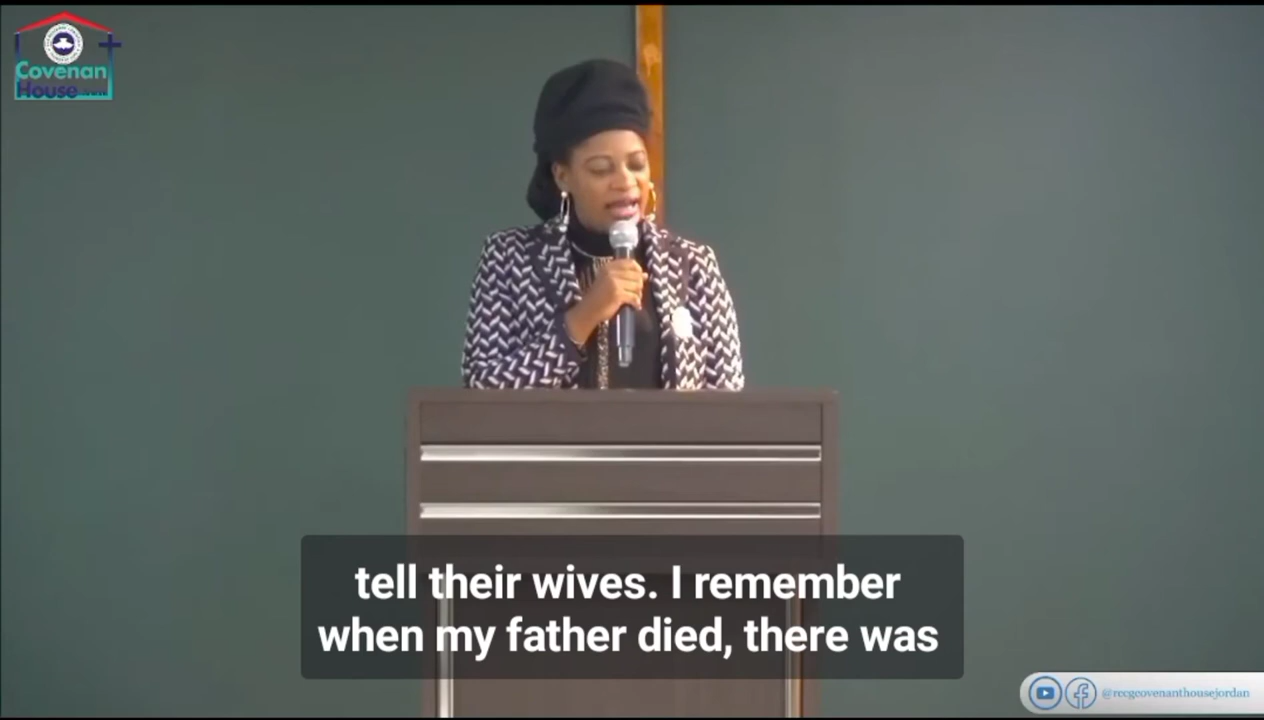 Covenan
House
tell their wives. I remember
when my father died, there was
@rccgcovenanthousejordan